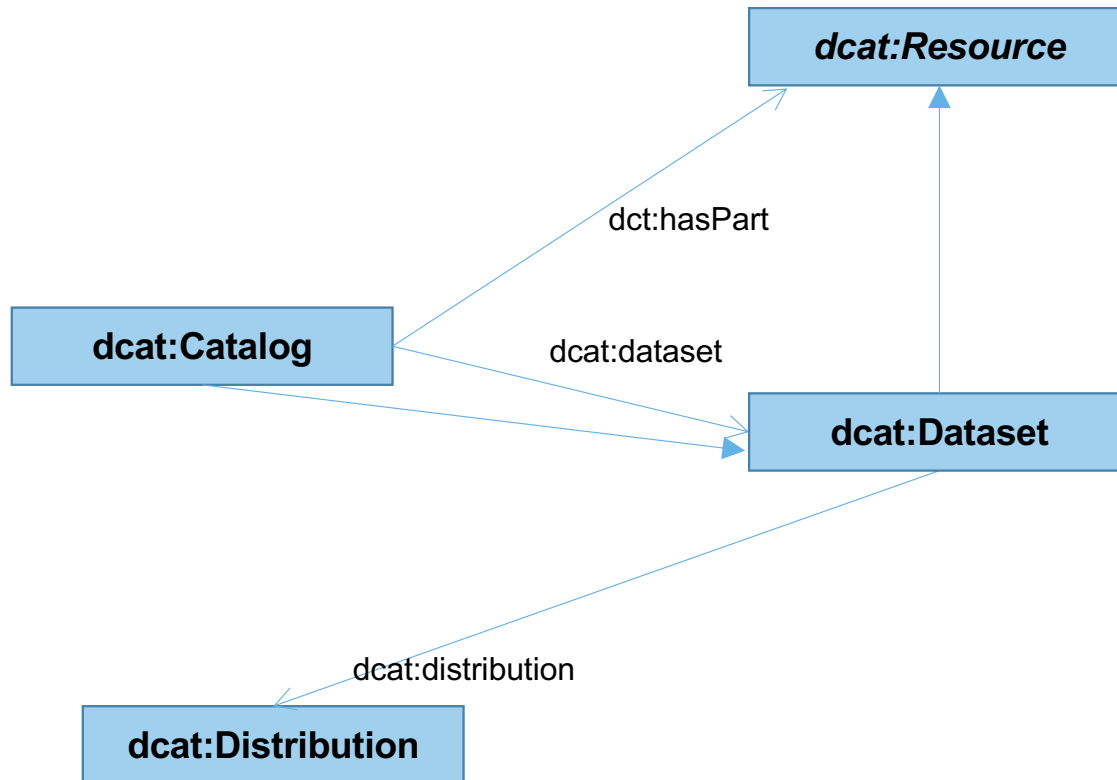 dcat:Resource
dct:hasPart
dcat:Catalog
dcat:dataset
dcat:Dataset
dcat:distribution
dcat:Distribution